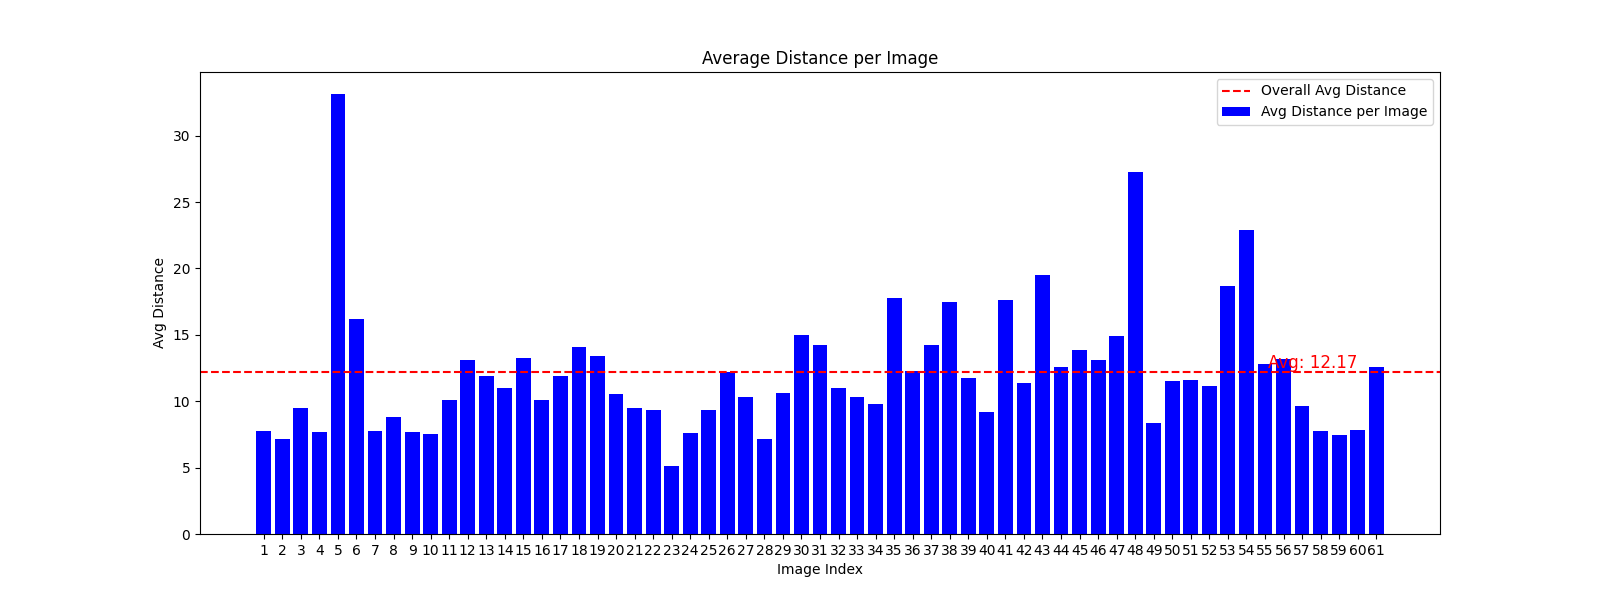 Average Distance per Image
Overall Avg Distance
Avg Distance per Image
30
25
20
15
10
5
0
Avg Distance
Avg: 12.17
1 2 3 4 5 6 7 8 9 10 11 12 13 14 15 16 17 18 19 20 21 22 23 24 25 26 27 28 29 30 31 32 33 34 35 36 37 38 39 40 41 42 43 44 45 46 47 48 49 50 51 52 53 54 55 56 57 58 59 60 61
Image Index